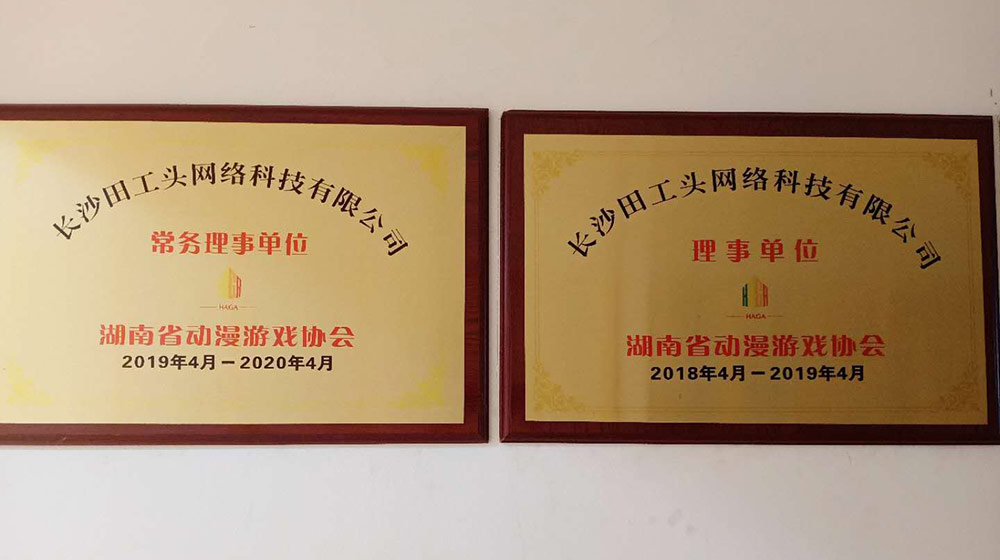 长沙田工头网络科技有限公司
常务理事单位
HAGA
湖南省动漫游戏协会
2019年4月－2020年4月
长沙田工头网络科技有限公司
理事单位
HAGA
湖南省动漫游戏协会
2018年4月－2019年4月